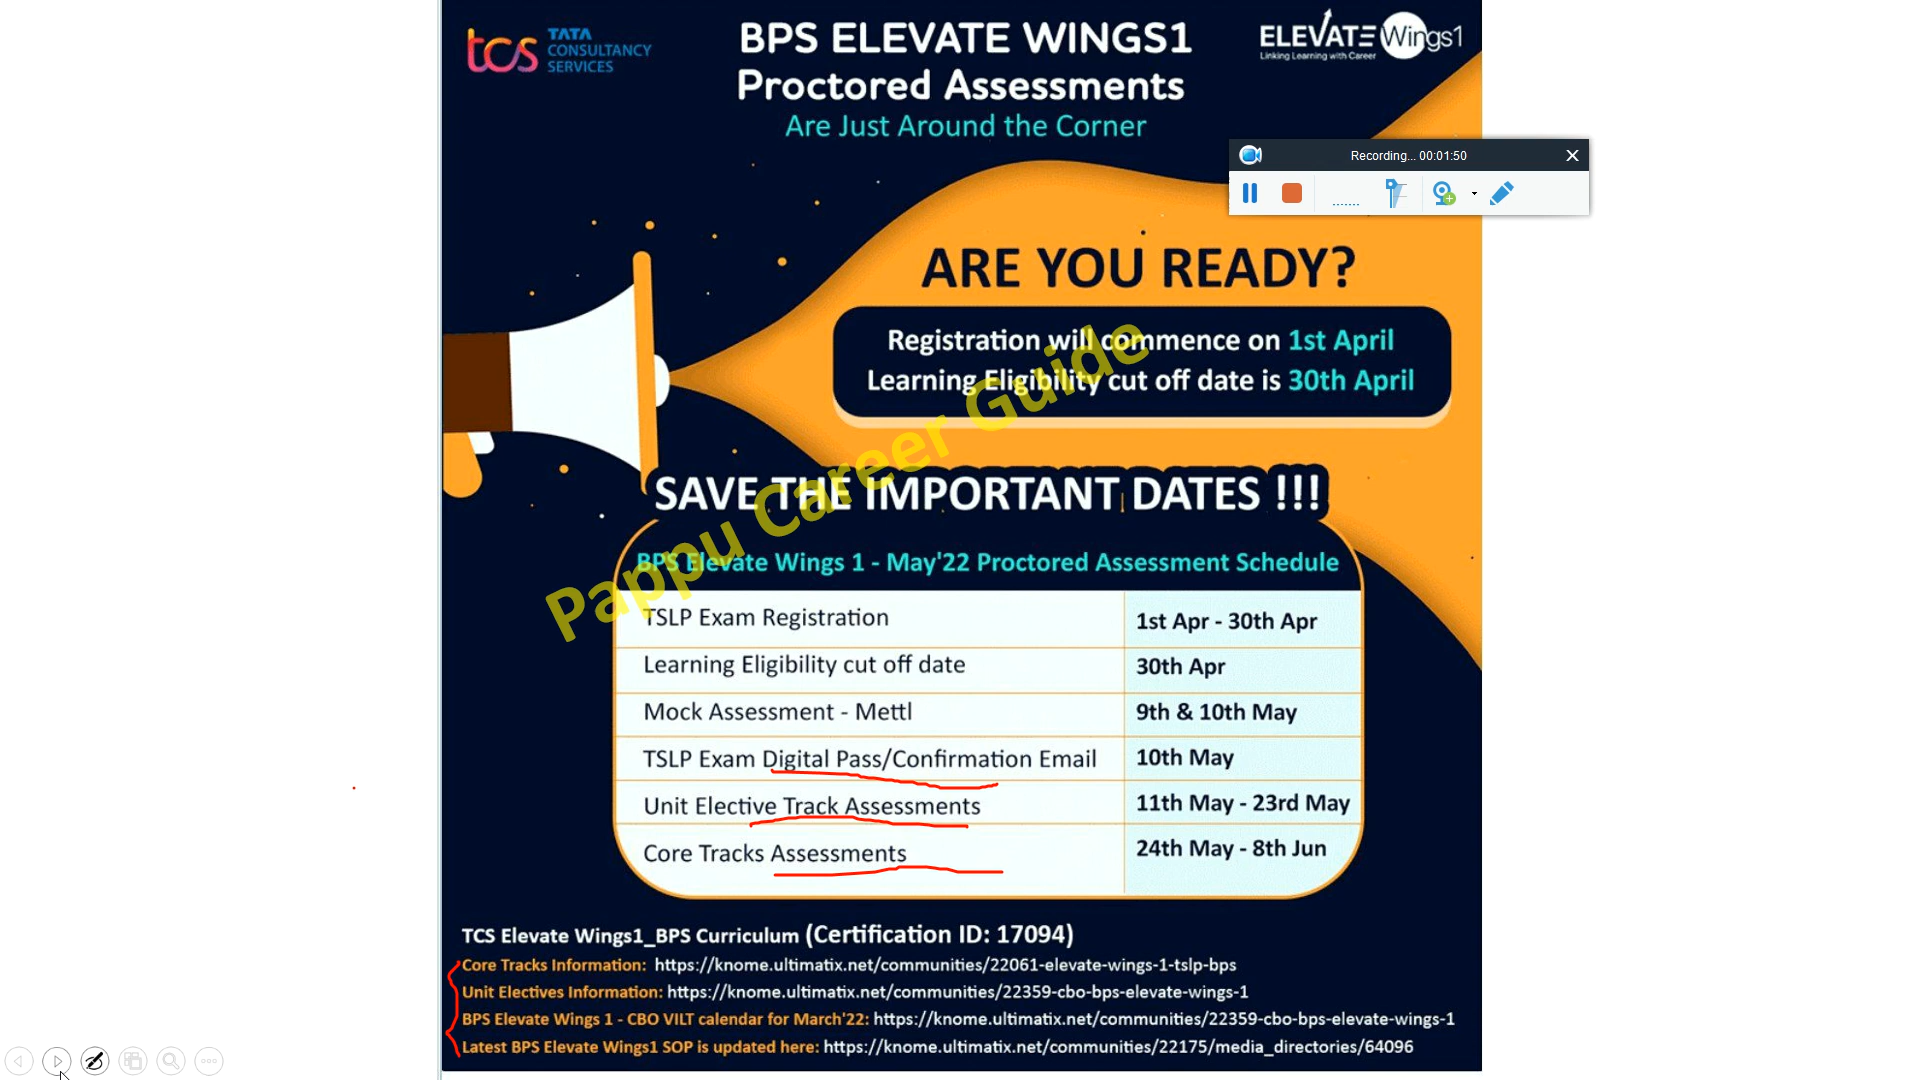 tcs TATA
CONSULTANCY
SERVICES
BPS ELEVATE WINGS1
Proctored Assessments
Are Just Around the Corner
ELEVATE Wings1
Linking Learning with Career
Recording... 00:01:50
ARE YOU READY?
Registration will commence on 1st April
Learning Eligibility cut off date is 30th April
Pappu Career Guide
SAVE THE IMPORTANT DATES !!!
BPS Elevate Wings 1 - May'22 Proctored Assessment Schedule
TSLP Exam Registration 1st Apr - 30th Apr
Learning Eligibility cut off date 30th Apr
Mock Assessment - Mettl 9th & 10th May
TSLP Exam Digital Pass/Confirmation Email 10th May
Unit Elective Track Assessments 11th May - 23rd May
Core Tracks Assessments 24th May - 8th Jun
TCS Elevate Wings1_BPS Curriculum (Certification ID: 17094)
Core Tracks Information: https://knome.ultimatix.net/communities/22061-elevate-wings-1-tslp-bps
Unit Electives Information: https://knome.ultimatix.net/communities/22359-cbo-bps-elevate-wings-1
BPS Elevate Wings 1 - CBO VILT calendar for March'22: https://knome.ultimatix.net/communities/22359-cbo-bps-elevate-wings-1
Latest BPS Elevate Wings1 SOP is updated here: https://knome.ultimatix.net/communities/22175/media_directories/64096